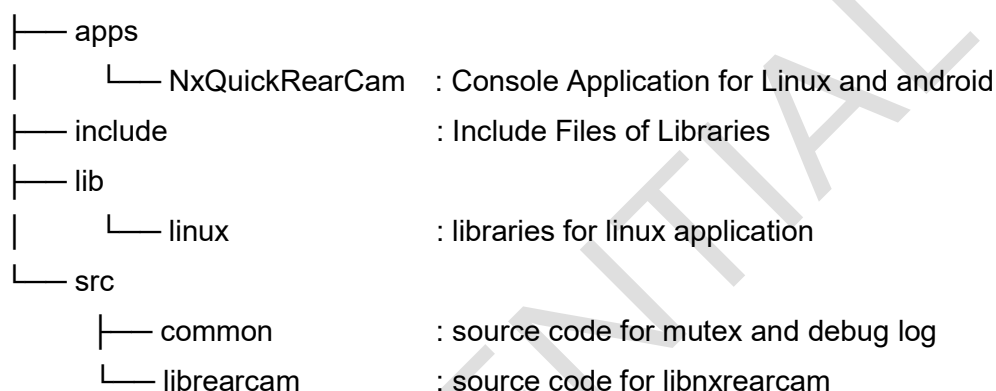 ├── apps
│ └── NxQuickRearCam : Console Application for Linux and android
├── include : Include Files of Libraries
├── lib
│ └── linux : libraries for linux application
└── src
├── common : source code for mutex and debug log
└── librearcam : source code for libnxrearcam